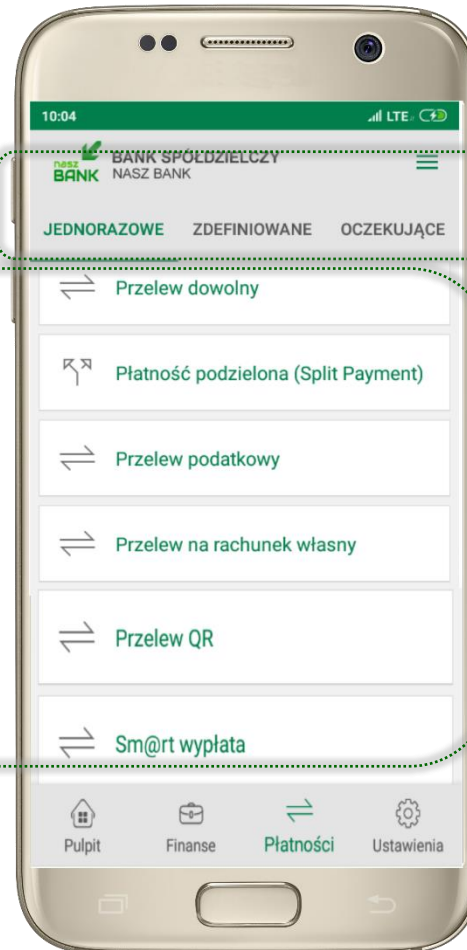 10:04 LTE
nasz BANK
BANK SPÓŁDZIELCZY
NASZ BANK
JEDNORAZOWE ZDEFINIOWANE OCZEKUJĄCE
Przelew dowolny
Płatność podzielona (Split Payment)
Przelew podatkowy
Przelew na rachunek własny
Przelew QR
Sm@rt wypłata
Pulpit Finanse Płatności Ustawienia